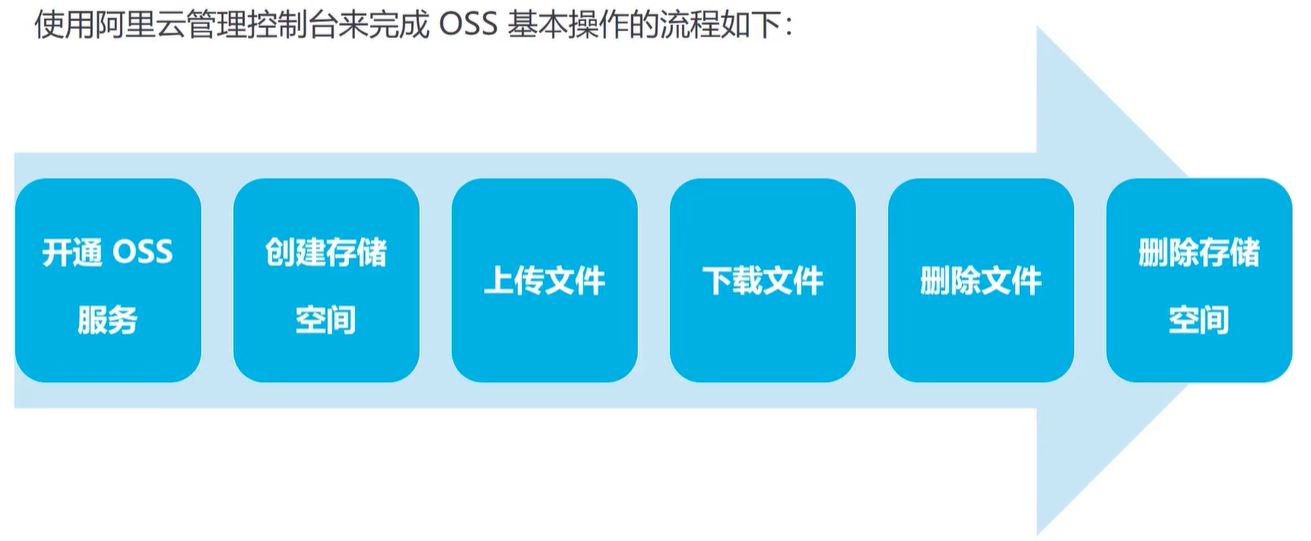 使用阿里云管理控制台来完成 OSS 基本操作的流程如下：
开通 OSS
服务
创建存储
空间
上传文件
下载文件
删除文件
删除存储
空间